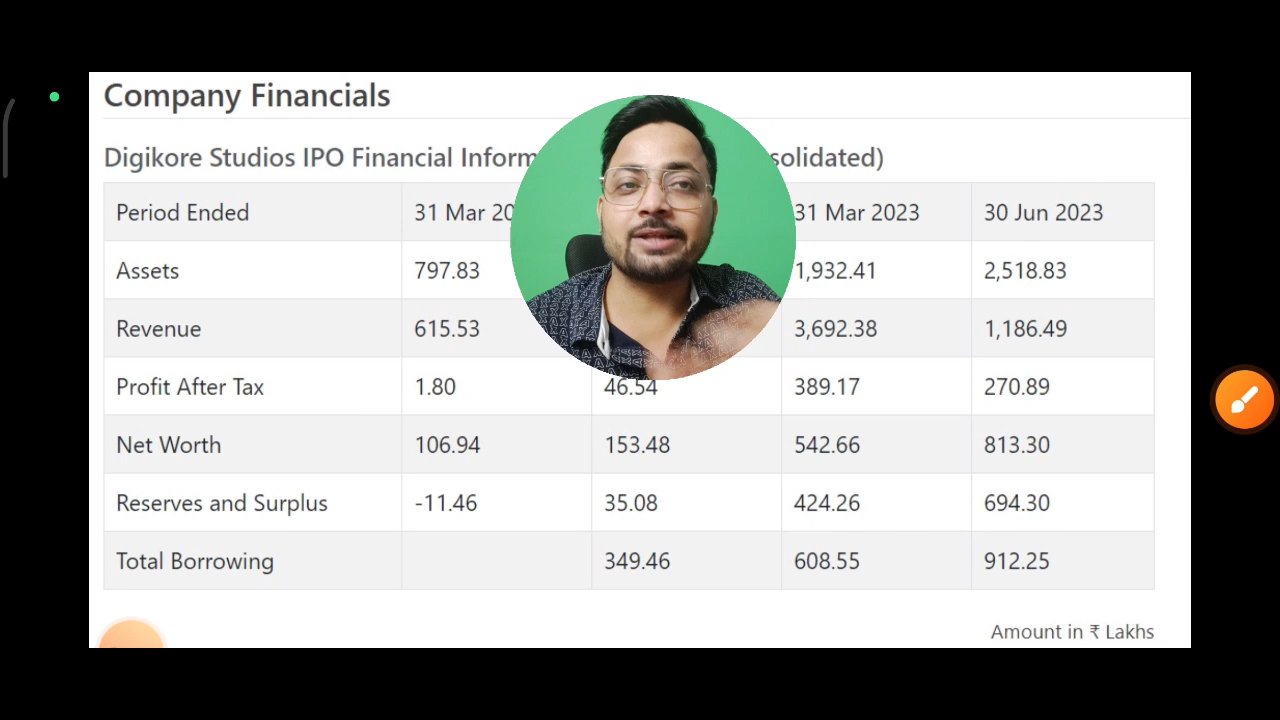 Company Financials
Digikore Studios IPO Financial solidated)
Period Ended 31 Mar 31 Mar 2023 30 Jun 2023
Assets 797.83 1,932.41 2,518.83
Revenue 615.53 3,692.38 1,186.49
Profit After Tax 1.80 46.54 389.17 270.89
Net Worth 106.94 153.48 542.66 813.30
Reserves and Surplus -11.46 35.08 424.26 694.30
Total Borrowing 349.46 608.55 912.25
Amount in ₹ Lakhs